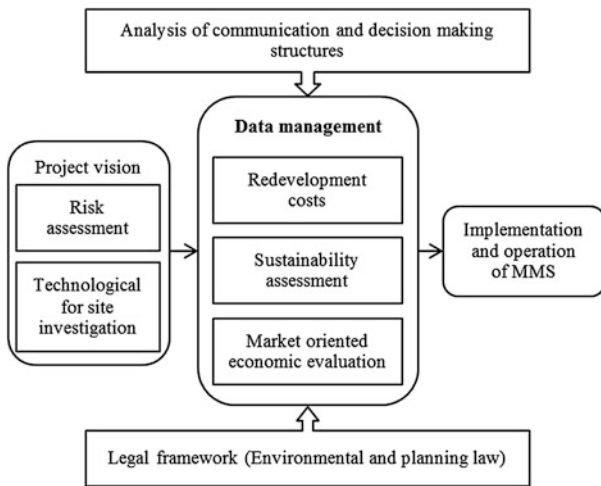 Analysis of communication and decision making
structures
Data management
Project vision
Risk
assessment
Technological
for site
investigation
Redevelopment
costs
Sustainability
assessment
Market oriented
economic evaluation
Implementation
and operation
of MMS
Legal framework (Environmental and planning law)